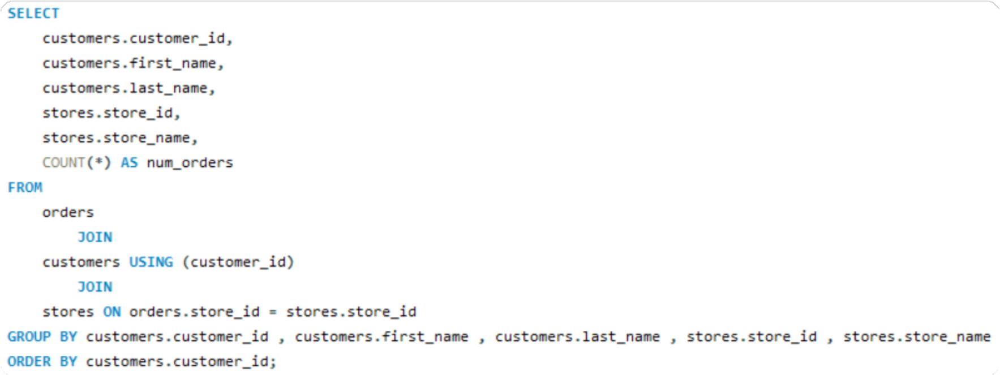 SELECT
customers.customer_id,
customers.first_name,
customers.last_name,
stores.store_id,
stores.store_name,
COUNT(*) AS num_orders
FROM
orders
JOIN
customers USING (customer_id)
JOIN
stores ON orders.store_id = stores.store_id
GROUP BY customers.customer_id , customers.first_name , customers.last_name , stores.store_id , stores.store_name
ORDER BY customers.customer_id;